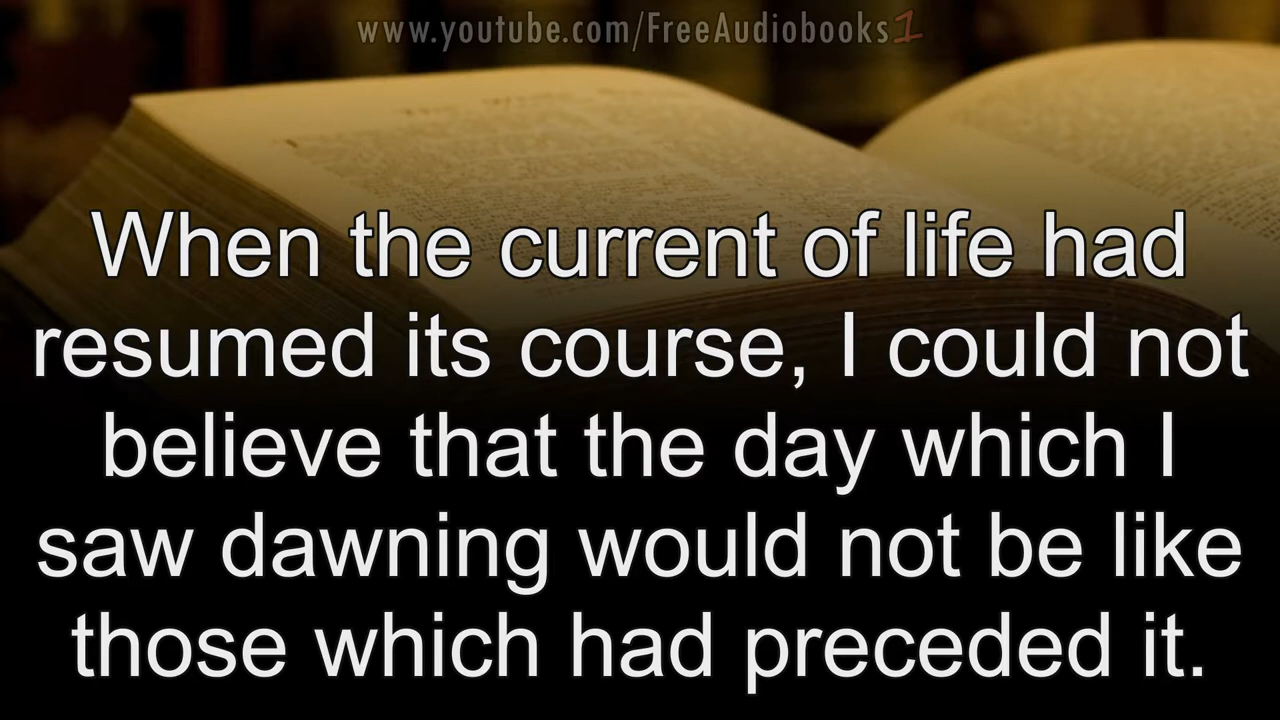 www.youtube.com/FreeAudiobooks1
When the current of life had
resumed its course, I could not
believe that the day which I
saw dawning would not be like
those which had preceded it.